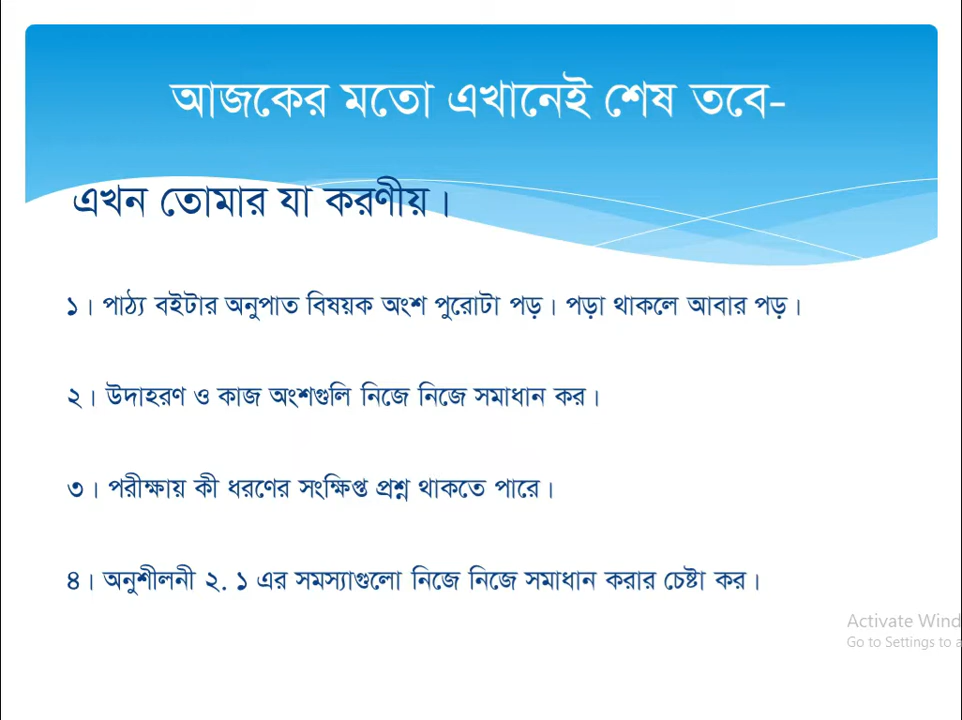 আজকের মতো এখানেই শেষ তবে-
এখন তোমার যা করণীয়।
১। পাঠ্য বইটার অনুপাত বিষয়ক অংশ পুরোটা পড়। পড়া থাকলে আবার পড়।
২। উদাহরণ ও কাজ অংশগুলি নিজে নিজে সমাধান কর।
৩। পরীক্ষায় কী ধরণের সংক্ষিপ্ত প্রশ্ন থাকতে পারে।
৪। অনুশীলনী ২. ১ এর সমস্যাগুলো নিজে নিজে সমাধান করার চেষ্টা কর।
Activate Wind
Go to Settings to a